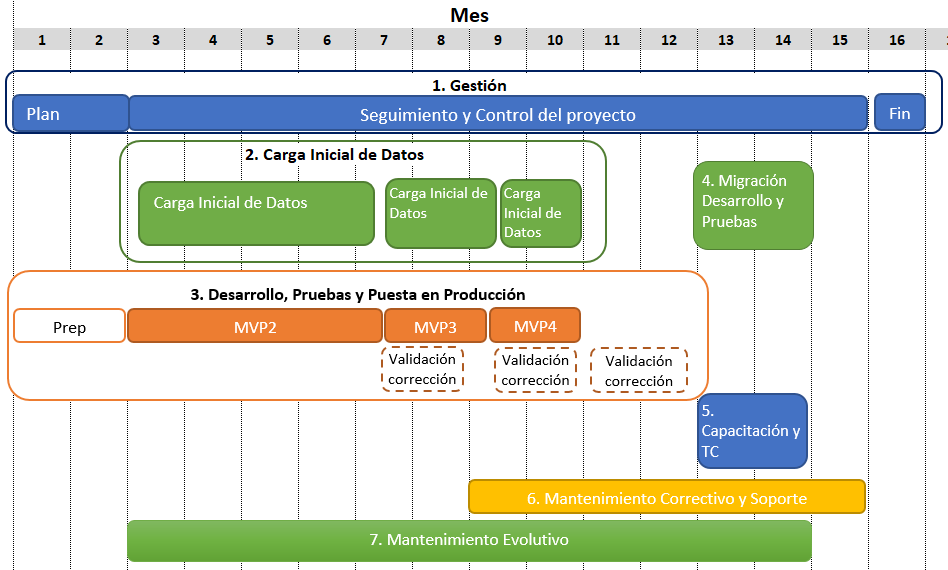 Mes
1 2 3 4 5 6 7 8 9 10 11 12 13 14 15 16
1. Gestión
Plan
Seguimiento y Control del proyecto
Fin
2. Carga Inicial de Datos
Carga Inicial de Datos
Carga Inicial de
Datos
Carga
Inicial de
Datos
4. Migración
Desarrollo y
Pruebas
3. Desarrollo, Pruebas y Puesta en Producción
Prep
MVP2
MVP3
MVP4
Validación
corrección
Validación
corrección
Validación
corrección
5.
Capacitación y
TC
6. Mantenimiento Correctivo y Soporte
7. Mantenimiento Evolutivo